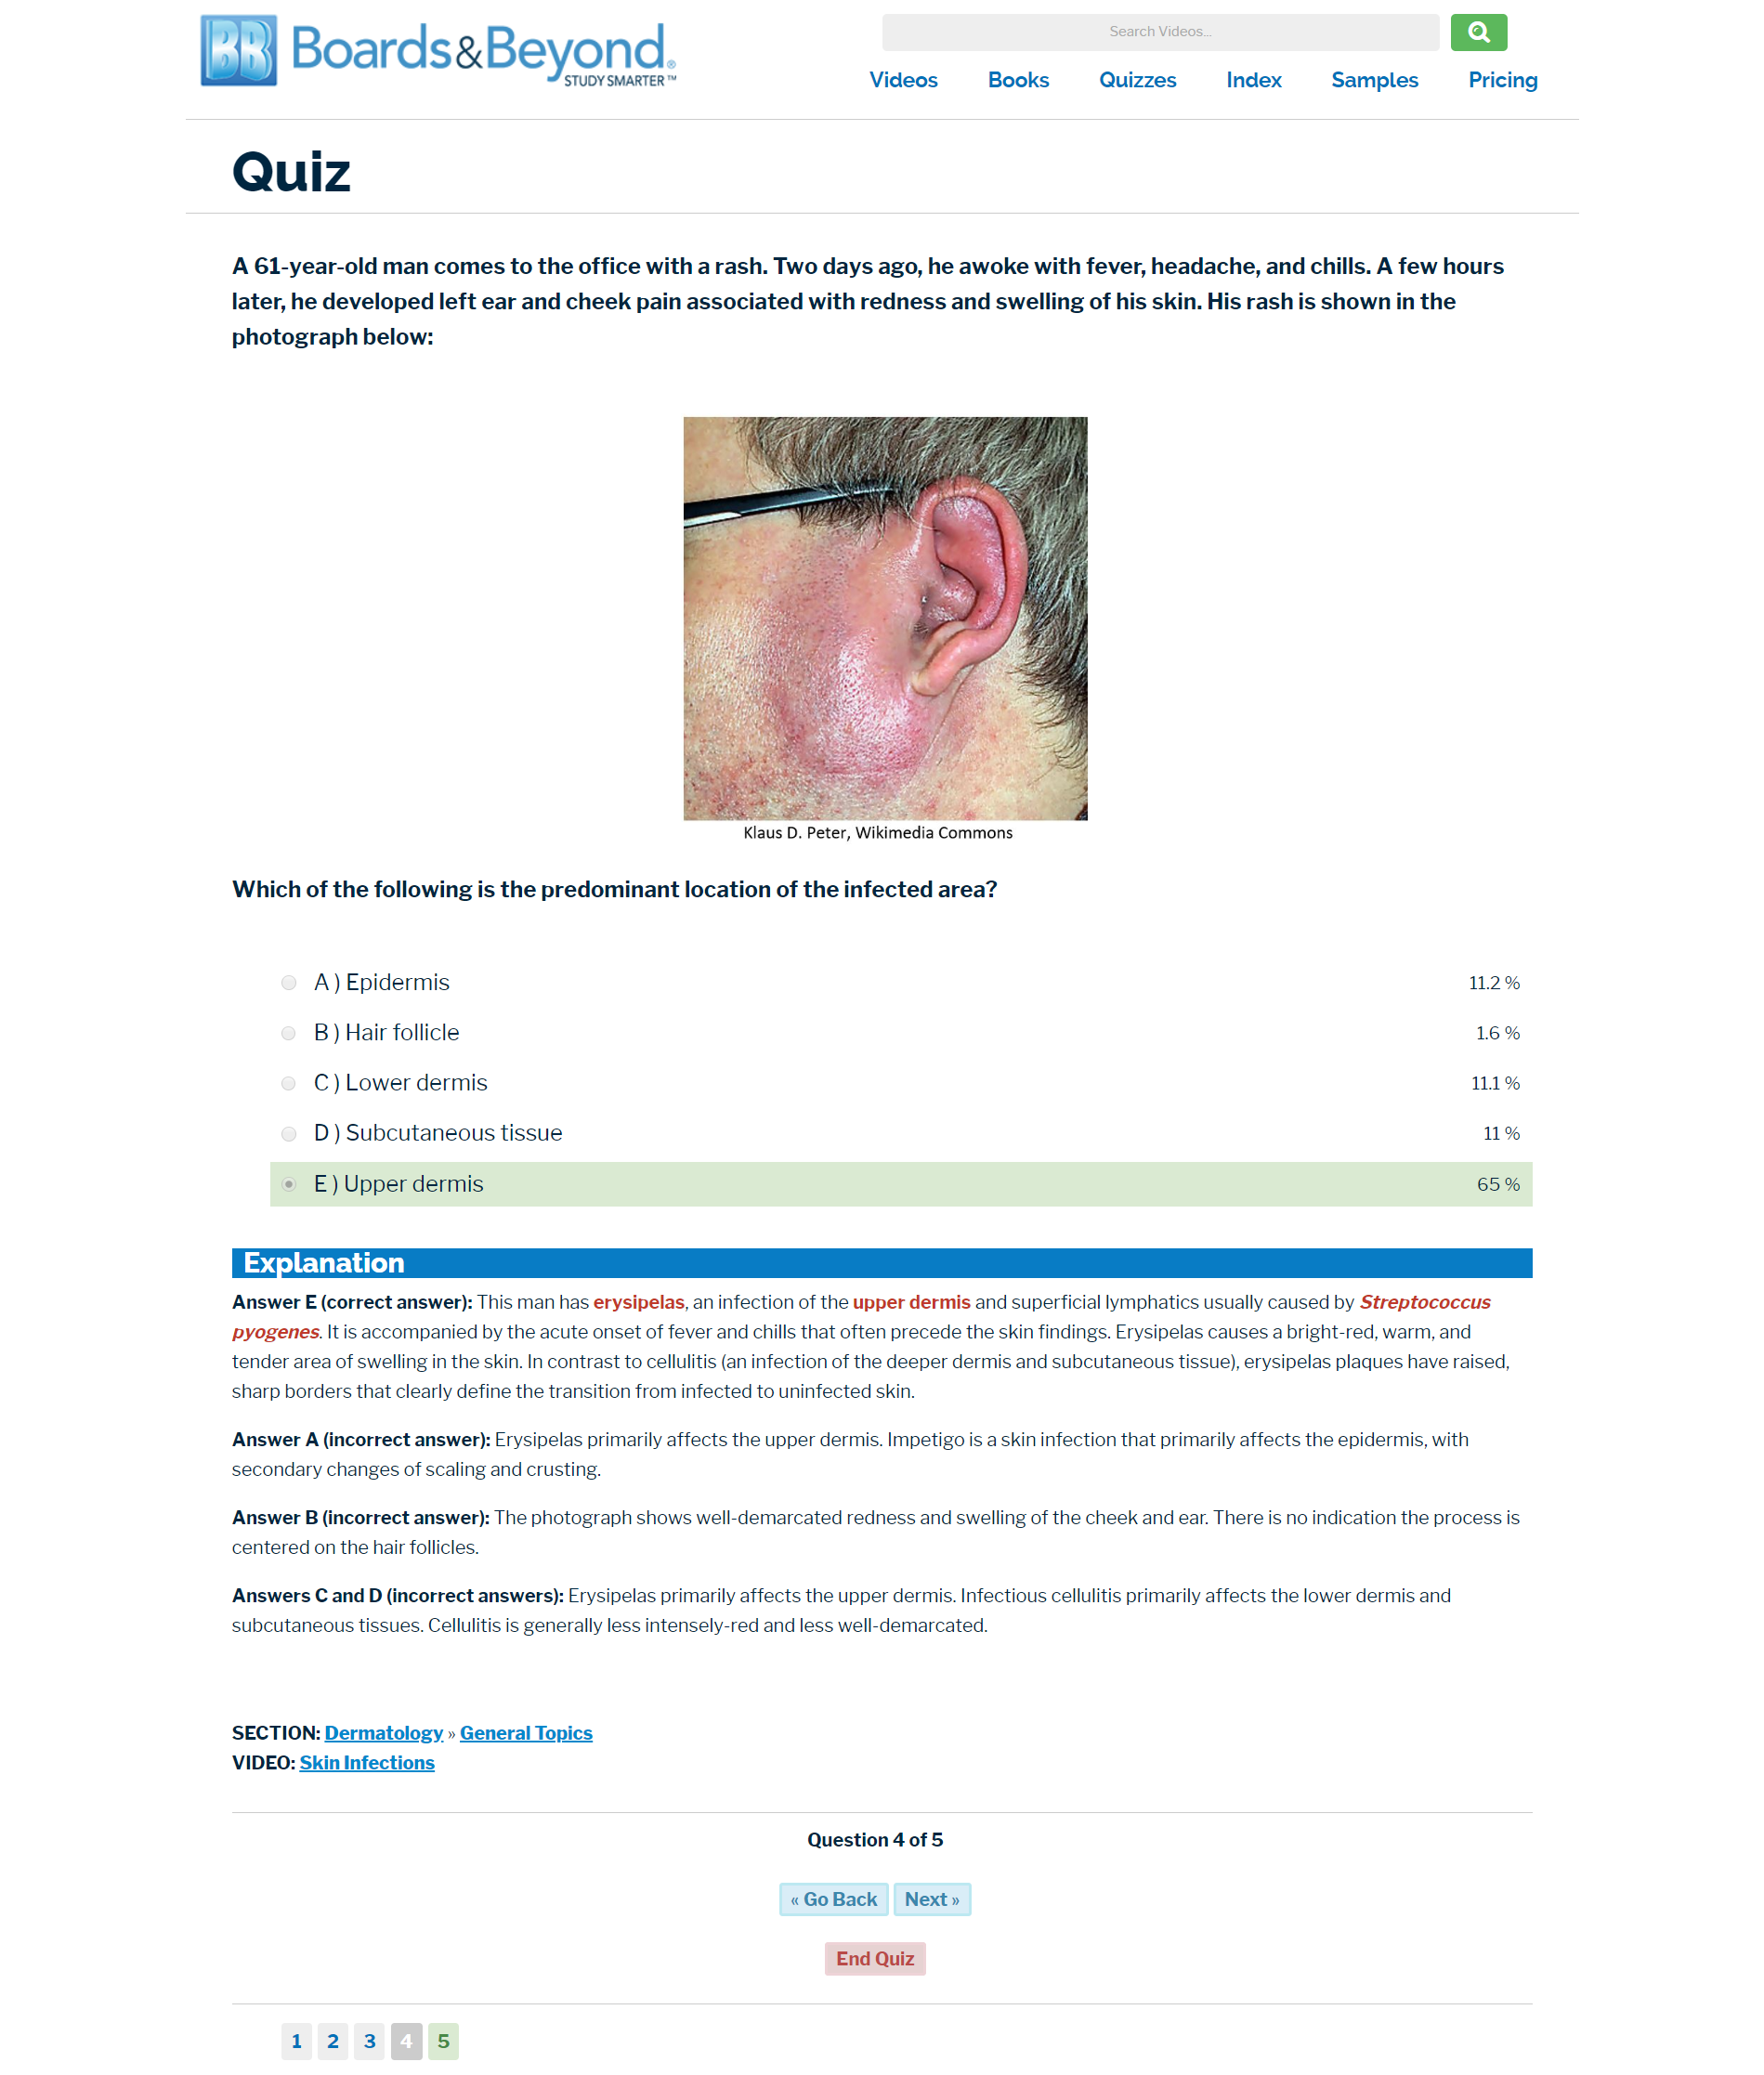 BB Boards&Beyond®
STUDY SMARTER™
Search Videos...
Videos Books Quizzes Index Samples Pricing
Quiz
A 61-year-old man comes to the office with a rash. Two days ago, he awoke with fever, headache, and chills. A few hours
later, he developed left ear and cheek pain associated with redness and swelling of his skin. His rash is shown in the
photograph below:
Klaus D. Peter, Wikimedia Commons
Which of the following is the predominant location of the infected area?
A ) Epidermis 11.2 %
B ) Hair follicle 1.6 %
C ) Lower dermis 11.1 %
D ) Subcutaneous tissue 11 %
E ) Upper dermis 65 %
Explanation
Answer E (correct answer): This man has erysipelas, an infection of the upper dermis and superficial lymphatics usually caused by Streptococcus
pyogenes. It is accompanied by the acute onset of fever and chills that often precede the skin findings. Erysipelas causes a bright-red, warm, and
tender area of swelling in the skin. In contrast to cellulitis (an infection of the deeper dermis and subcutaneous tissue), erysipelas plaques have raised,
sharp borders that clearly define the transition from infected to uninfected skin.
Answer A (incorrect answer): Erysipelas primarily affects the upper dermis. Impetigo is a skin infection that primarily affects the epidermis, with
secondary changes of scaling and crusting.
Answer B (incorrect answer): The photograph shows well-demarcated redness and swelling of the cheek and ear. There is no indication the process is
centered on the hair follicles.
Answers C and D (incorrect answers): Erysipelas primarily affects the upper dermis. Infectious cellulitis primarily affects the lower dermis and
subcutaneous tissues. Cellulitis is generally less intensely-red and less well-demarcated.
SECTION: Dermatology » General Topics
VIDEO: Skin Infections
Question 4 of 5
« Go Back Next »
End Quiz
1 2 3 4 5